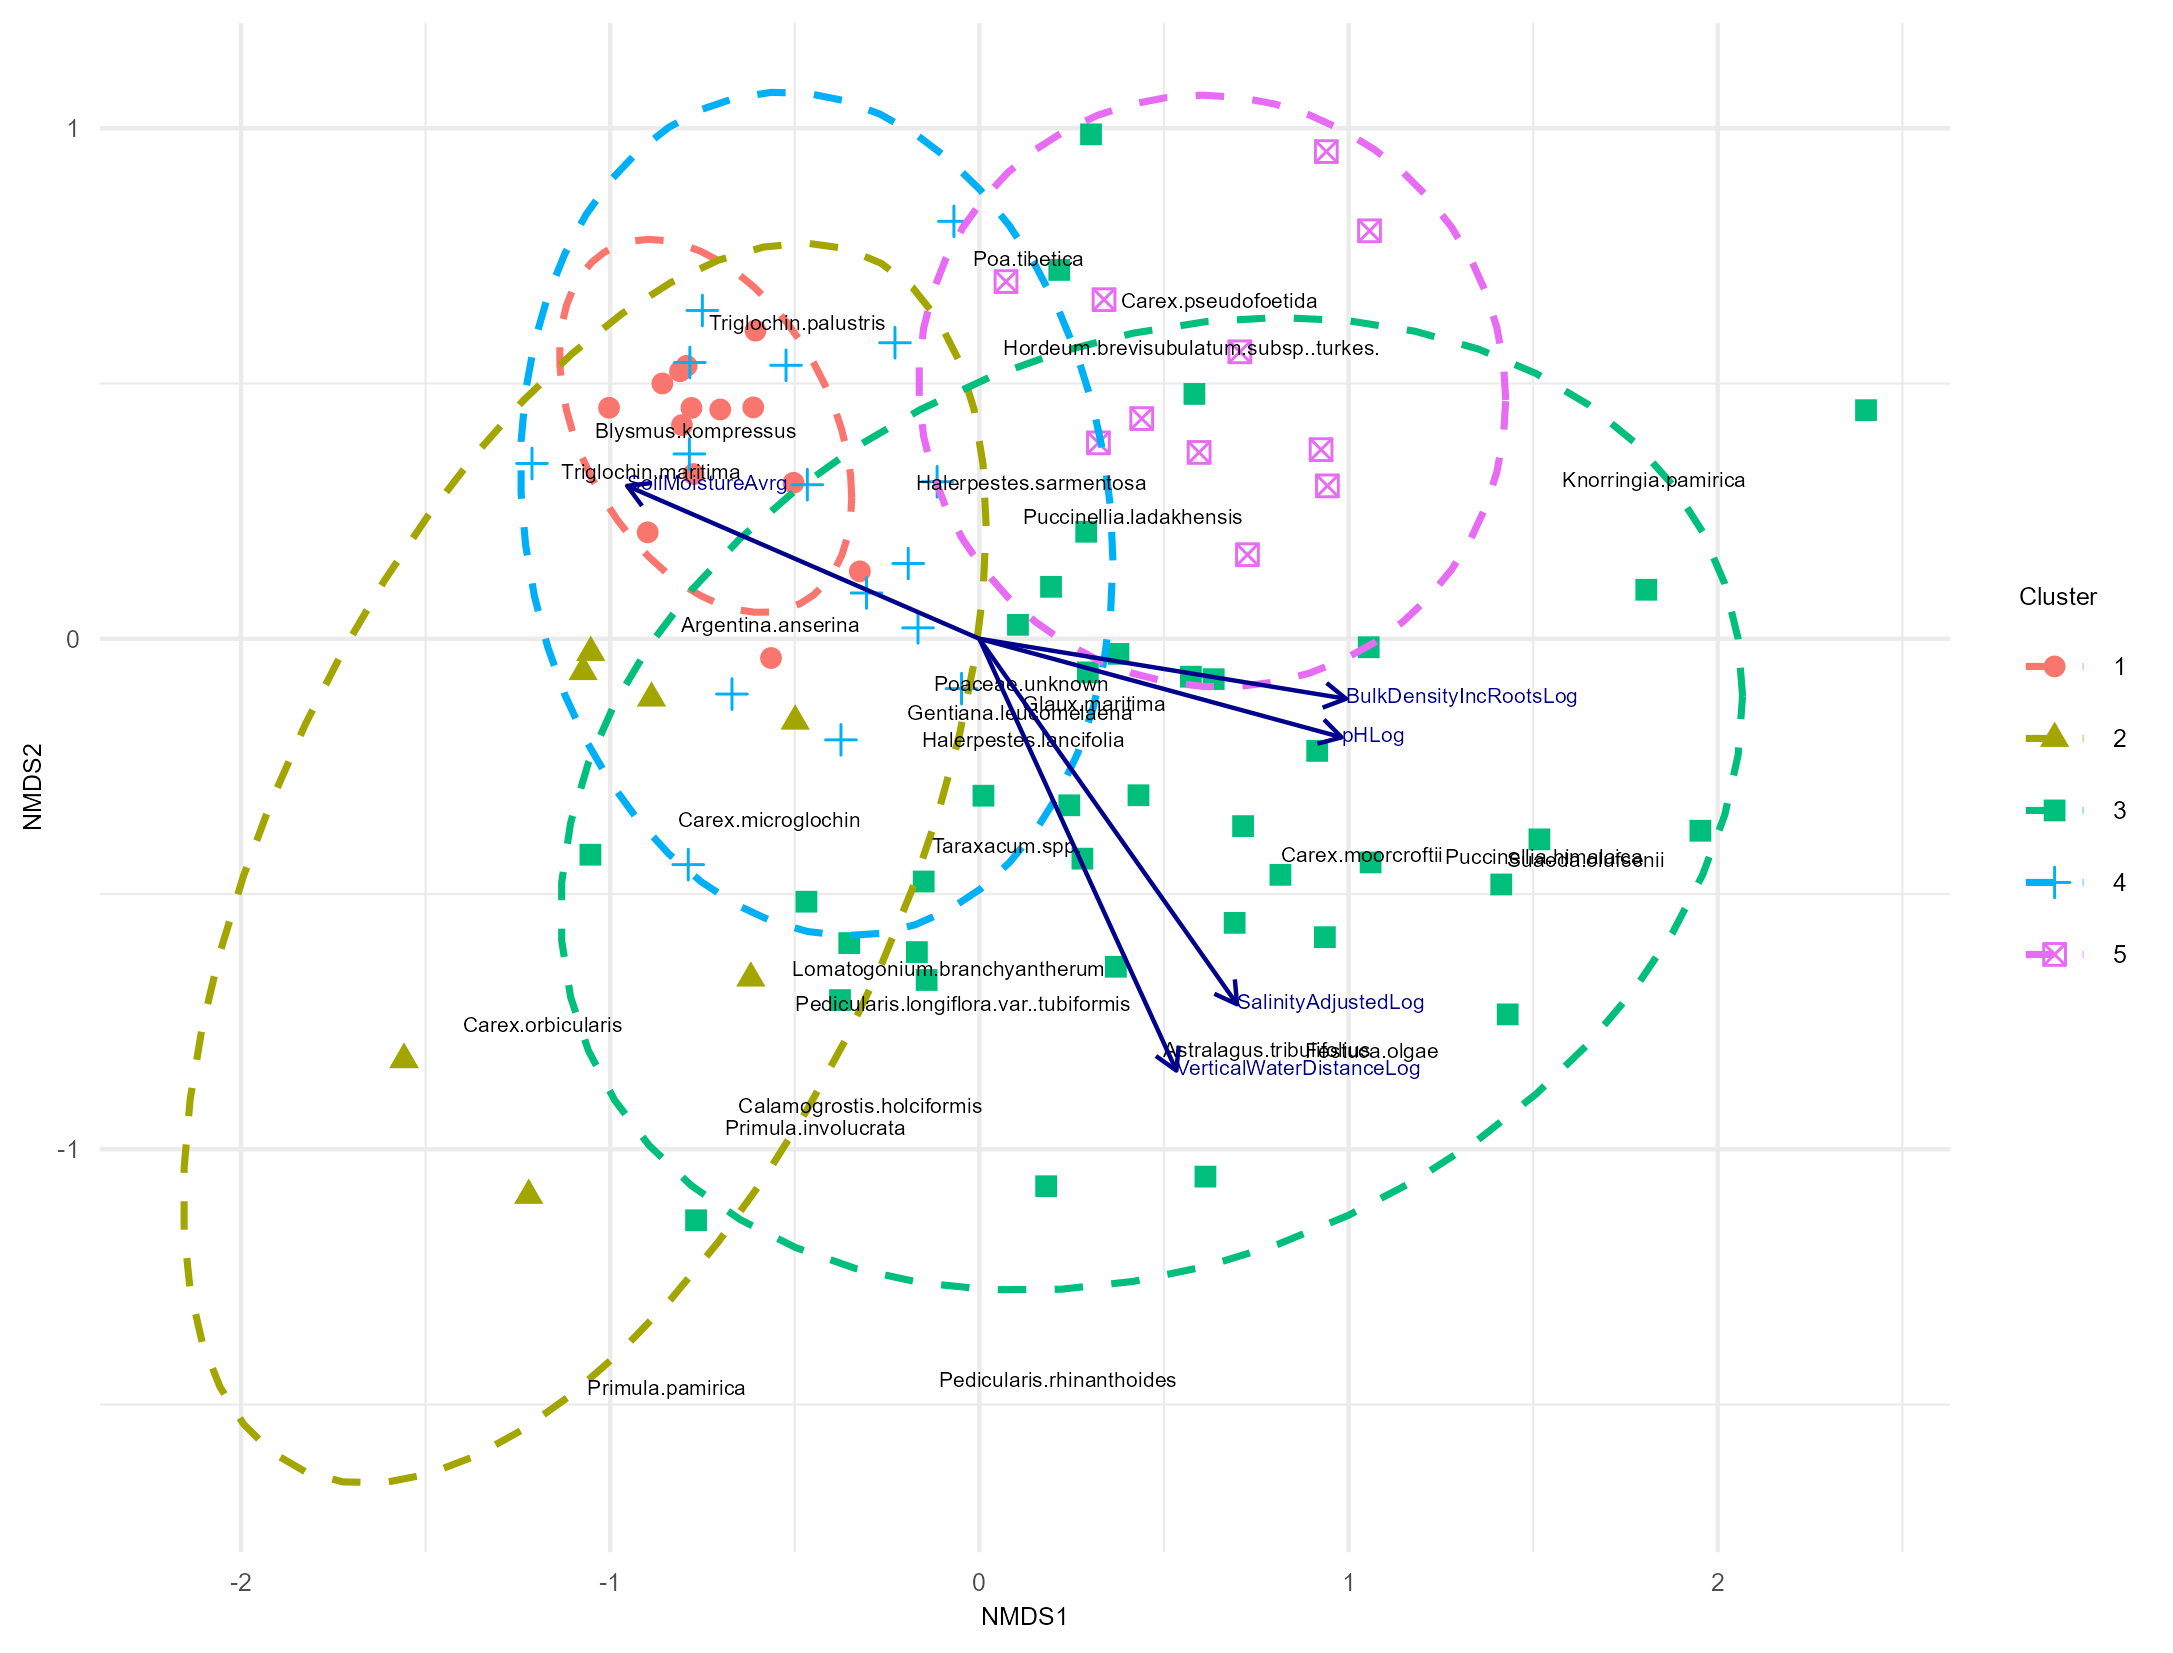 1
Poa.tibetica
Carex.pseudofoetida
Triglochin.palustris
Hordeum.brevisubulatum.subsp..turkes.
Blysmus.kompressus
Triglochin.maritima
SoilMoistureAvrg
Halerpestes.sarmentosa
Knorringia.pamirica
Puccinellia.ladakhensis
Cluster
Argentina.anserina
0
1
Poaceae.unknown
BulkDensityIncRootsLog
Glaux.maritima
Gentiana.leucomelaena
pHLog
Halerpestes.lancifolia
2
NMDS2
3
Carex.microglochin
Taraxacum.spp.
Carex.moorcroftii
Puccinellia.himalaica
Suaeda.olufsenii
4
5
Lomatogonium.branchyantherum
Pedicularis.longiflora.var..tubiformis
SalinityAdjustedLog
Carex.orbicularis
Astralagus.tribulifolius
Festuca.olgae
VerticalWaterDistanceLog
Calamogrostis.holciformis
Primula.involucrata
-1
Pedicularis.rhinanthoides
Primula.pamirica
-2
-1
0
1
2
NMDS1